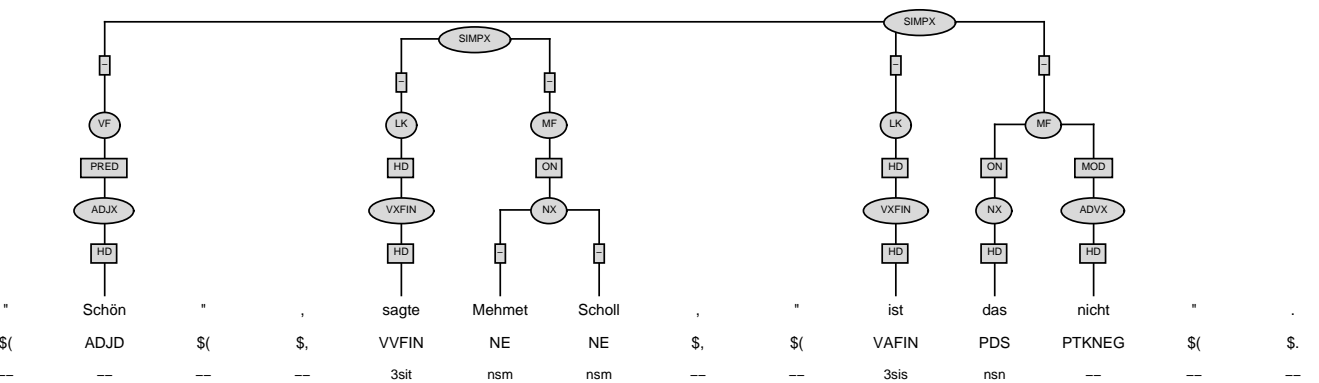 SIMPX
SIMPX
– – – – –
VF LK MF LK MF
PRED HD ON HD ON MOD
ADJX VXFIN NX VXFIN NX ADVX
HD HD – – HD HD HD
" Schön " , sagte Mehmet Scholl , " ist das nicht " .
$( ADJD $( $, VVFIN NE NE $, $( VAFIN PDS PTKNEG $( $.
–– –– –– –– 3sit nsm nsm –– –– 3sis nsn –– –– ––